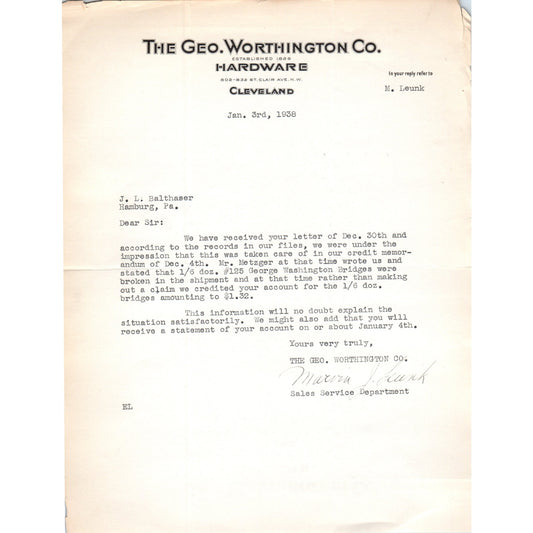 THE GEO. WORTHINGTON CO.
ESTABLISHED 1829
HARDWARE
802-832 ST. CLAIR AVE. N.W.
CLEVELAND
In your reply refer to
M. Leunk
Jan. 3rd, 1938
J. L. Balthaser
Hamburg, Pa.
Dear Sir:
We have received your letter of Dec. 30th and
according to the records in our files, we were under the
impression that this was taken care of in our credit memor-
andum of Dec. 4th. Mr. Metzger at that time wrote us and
stated that 1/6 doz. #125 George Washington Bridges were
broken in the shipment and at that time rather than making
out a claim we credited your account for the 1/6 doz.
bridges amounting to $1.32.
This information will no doubt explain the
situation satisfactorily. We might also add that you will
receive a statement of your account on or about January 4th.
Yours very truly,
THE GEO. WORTHINGTON CO.
Marvin J. Leunk
Sales Service Department
EL